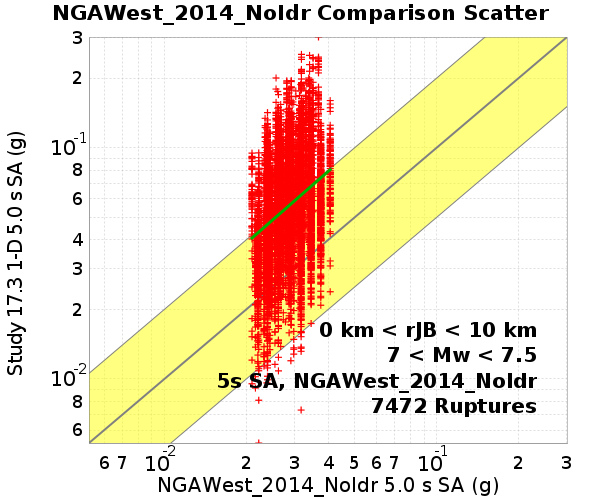 NGAWest_2014_NoIdr Comparison Scatter
Study 17.3 1-D 5.0 s SA (g)
3
2
10-1
8
6
4
3
2
10-2
8
6
0 km < rJB < 10 km
7 < Mw < 7.5
5s SA, NGAWest_2014_NoIdr
7472 Ruptures
6 7 10-2 2 3 4 5 6 7 10-1 2 3
NGAWest_2014_NoIdr 5.0 s SA (g)